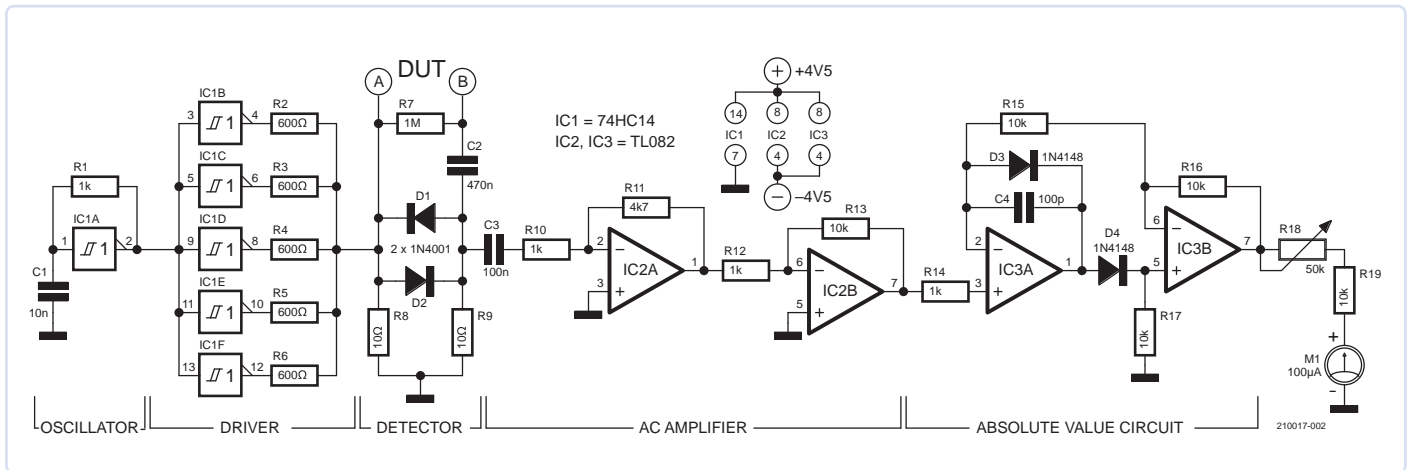 DUT
A
B
IC1 = 74HC14
IC2, IC3 = TL082
+4V5
14
8
8
IC1
IC2
IC3
7
4
4
–4V5
R1
1k
IC1A
1
1
2
C1
10n
IC1B
3
1
4
R2
600Ω
IC1C
5
1
6
R3
600Ω
IC1D
9
1
8
R4
600Ω
IC1E
11
1
10
R5
600Ω
IC1F
13
1
12
R6
600Ω
R7
1M
C2
470n
D1
2 x 1N4001
D2
R8
10Ω
R9
10Ω
C3
100n
R10
1k
R11
4k7
2
3
IC2A
1
R12
1k
R13
10k
6
5
IC2B
7
R14
1k
R15
10k
D3
1N4148
C4
100p
2
3
IC3A
1
D4
1N4148
R16
10k
6
5
IC3B
7
R17
10k
R18
50k
R19
10k
+
M1
100µA
-
OSCILLATOR
DRIVER
DETECTOR
AC AMPLIFIER
ABSOLUTE VALUE CIRCUIT
210017-002